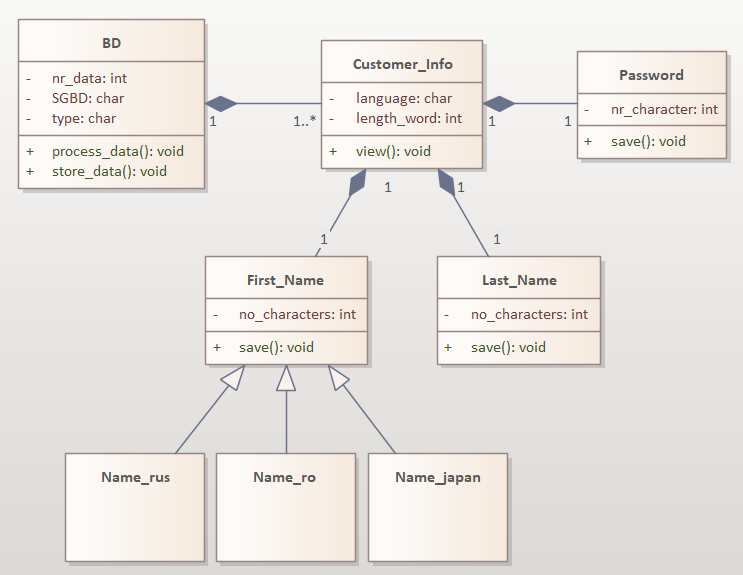 BD
- nr_data: int
- SGBD: char
- type: char
+ process_data(): void
+ store_data(): void
1
1..*
Customer_Info
- language: char
- length_word: int
+ view(): void
1
1
Password
- nr_character: int
+ save(): void
1
1
1
1
First_Name
- no_characters: int
+ save(): void
Last_Name
- no_characters: int
+ save(): void
Name_rus
Name_ro
Name_japan